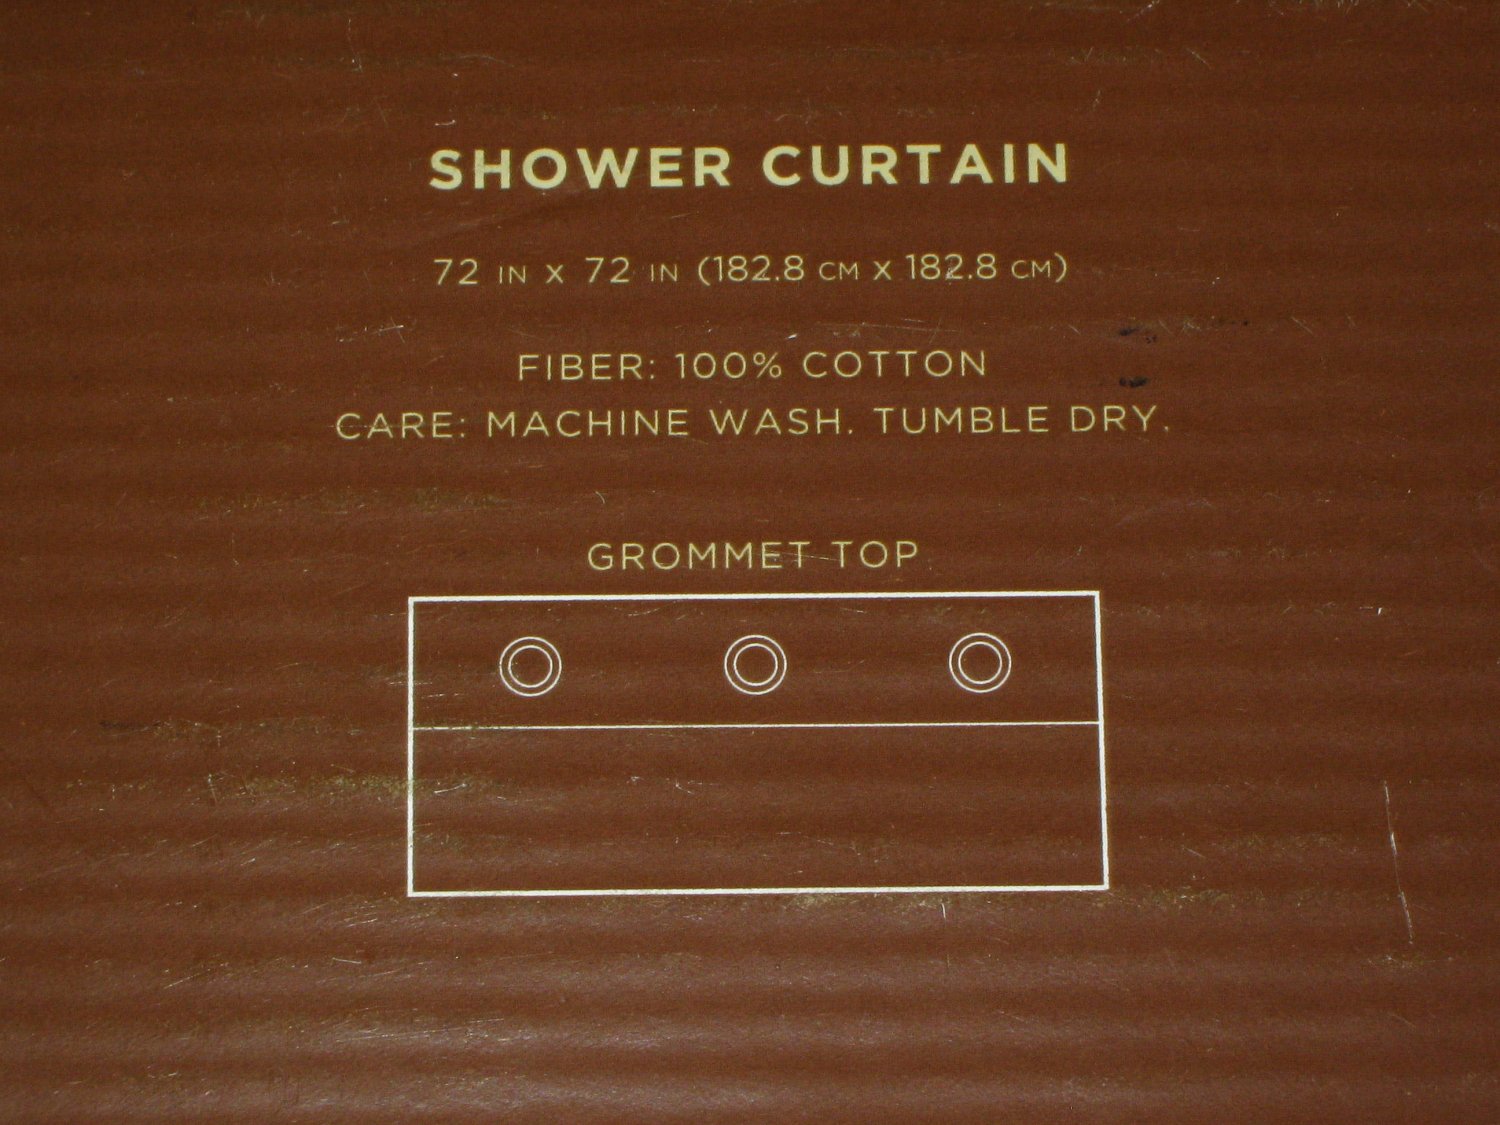 SHOWER CURTAIN
72 IN X 72 IN (182.8 CM X 182.8 CM)
FIBER: 100% COTTON
CARE: MACHINE WASH. TUMBLE DRY.
GROMMET TOP